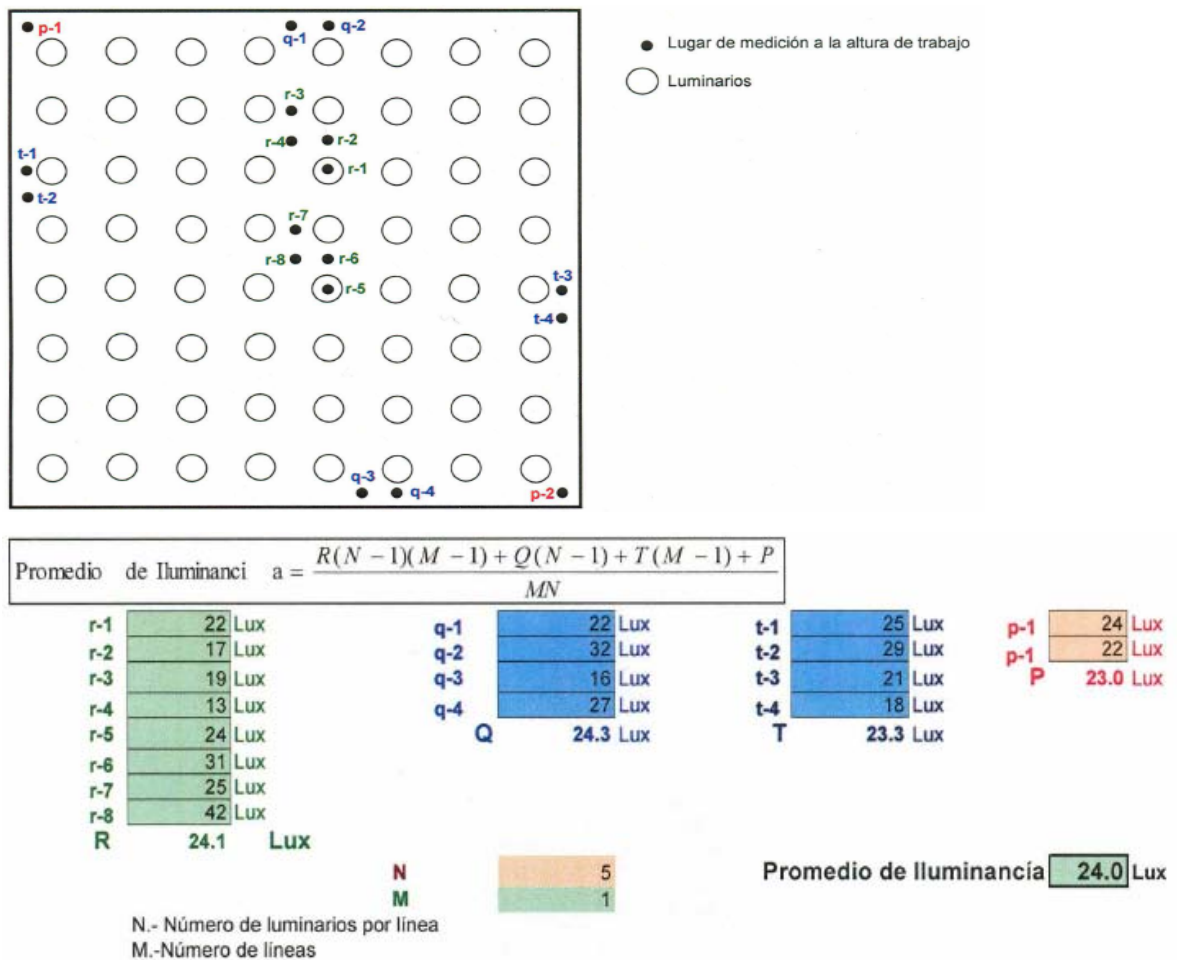 p-1
q-1
q-2
Lugar de medición a la altura de trabajo
Luminarios
r-3
r-4
r-2
t-1
r-1
t-2
r-7
r-8
r-6
t-3
r-5
t-4
q-3
q-4
p-2
Promedio de Iluminanci a = R(N − 1)(M − 1) + Q(N − 1) + T(M − 1) + P
MN
r-1 22 Lux q-1 22 Lux t-1 25 Lux p-1 24 Lux
r-2 17 Lux q-2 32 Lux t-2 29 Lux p-1 22 Lux
r-3 19 Lux q-3 16 Lux t-3 21 Lux P 23.0 Lux
r-4 13 Lux q-4 27 Lux t-4 18 Lux
r-5 24 Lux Q 24.3 Lux T 23.3 Lux
r-6 31 Lux
r-7 25 Lux
r-8 42 Lux
R 24.1 Lux
N 5 Promedio de Iluminancía 24.0 Lux
M 1
N.- Número de luminarios por línea
M.-Número de líneas